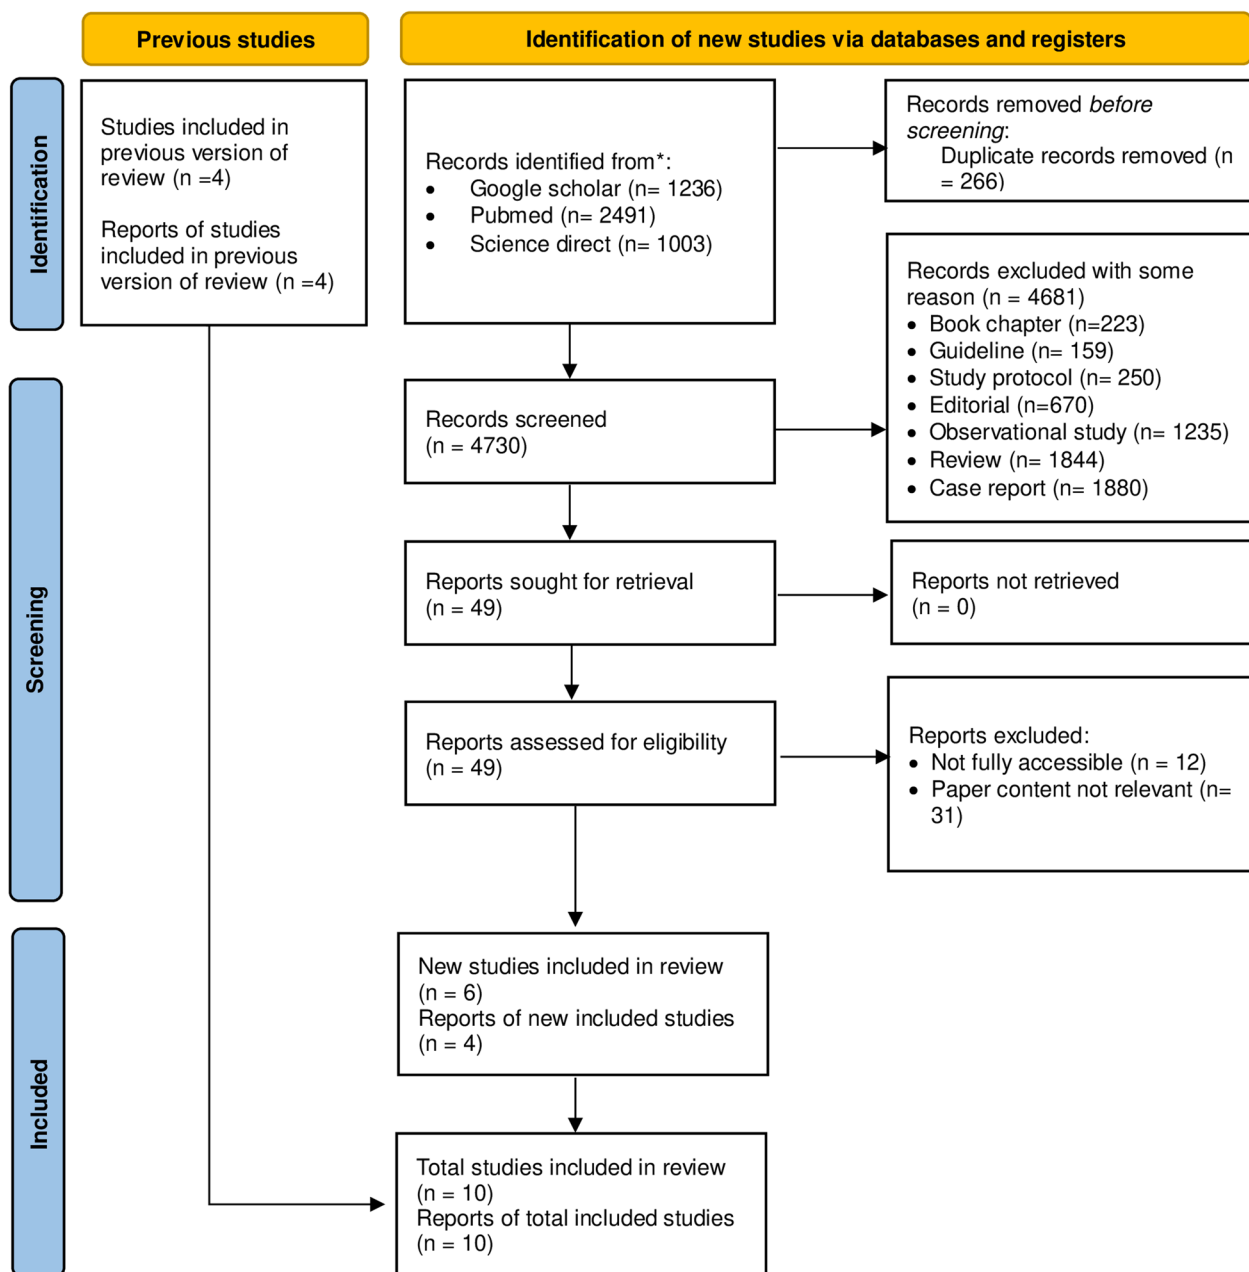 Previous studies
Identification of new studies via databases and registers
Identification
Studies included in
previous version of
review (n =4)
Reports of studies
included in previous
version of review (n =4)
Records identified from*:
• Google scholar (n= 1236)
• Pubmed (n= 2491)
• Science direct (n= 1003)
Records removed before
screening:
Duplicate records removed (n
= 266)
Screening
Records screened
(n = 4730)
Records excluded with some
reason (n = 4681)
• Book chapter (n=223)
• Guideline (n= 159)
• Study protocol (n= 250)
• Editorial (n=670)
• Observational study (n= 1235)
• Review (n= 1844)
• Case report (n= 1880)
Reports sought for retrieval
(n = 49)
Reports not retrieved
(n = 0)
Reports assessed for eligibility
(n = 49)
Reports excluded:
• Not fully accessible (n = 12)
• Paper content not relevant (n=
31)
Included
New studies included in review
(n = 6)
Reports of new included studies
(n = 4)
Total studies included in review
(n = 10)
Reports of total included studies
(n = 10)